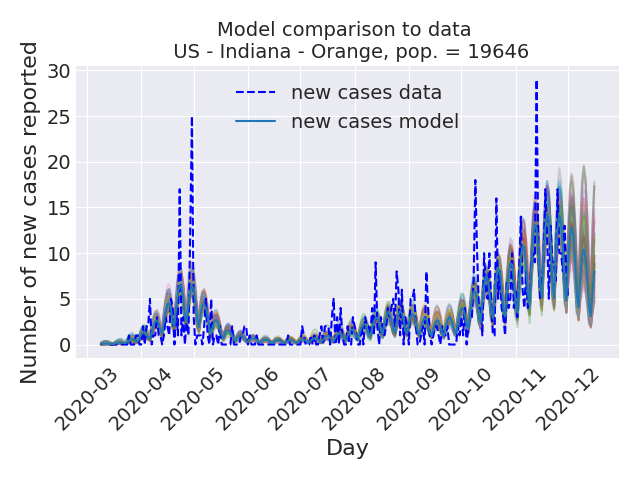 Model comparison to data
US - Indiana - Orange, pop. = 19646
Number of new cases reported
30
25
20
15
10
5
0
new cases data
new cases model
2020-03
2020-04
2020-05
2020-06
2020-07
2020-08
2020-09
2020-10
2020-11
2020-12
Day